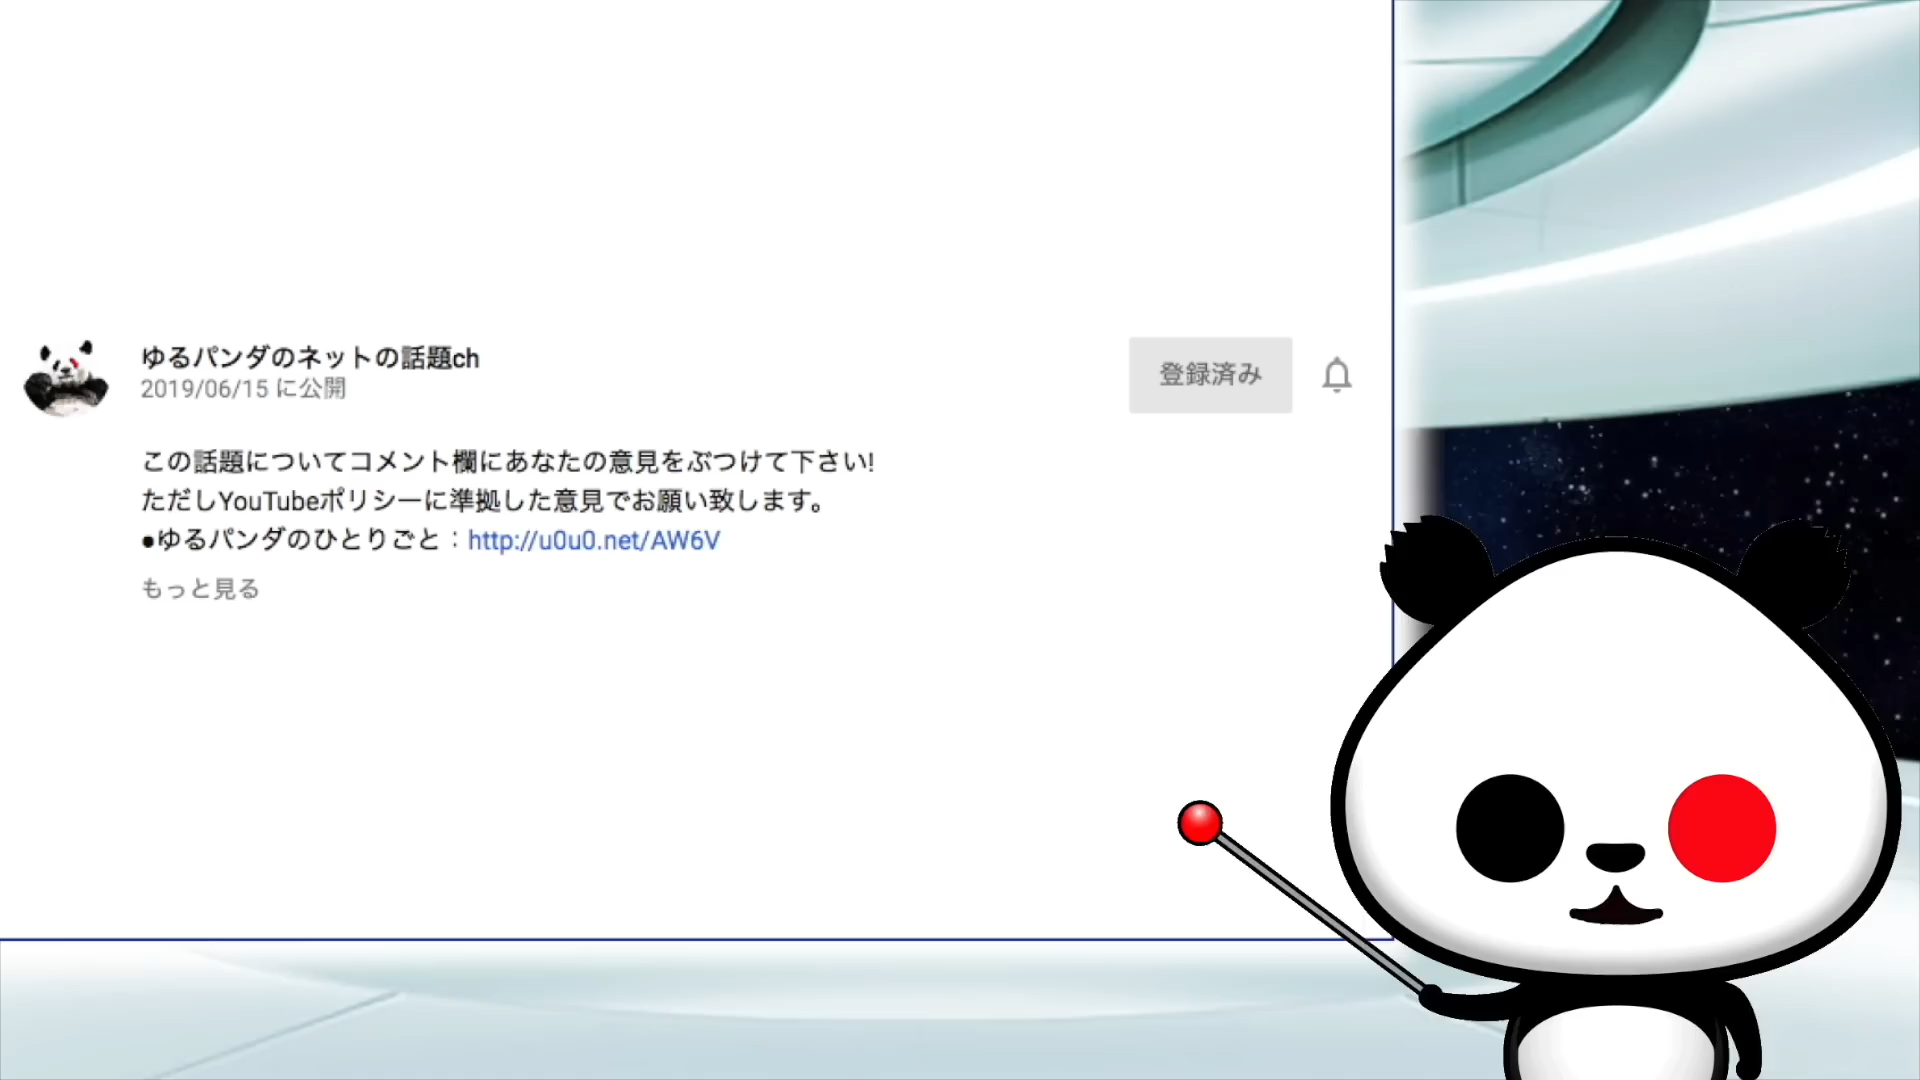 ゆるパンダのネットの話題ch
2019/06/15 に公開
登録済み
この話題についてコメント欄にあなたの意見をぶつけて下さい!
ただしYouTubeポリシーに準拠した意見でお願い致します。
●ゆるパンダのひとりごと：http://u0u0.net/AW6V
もっと見る